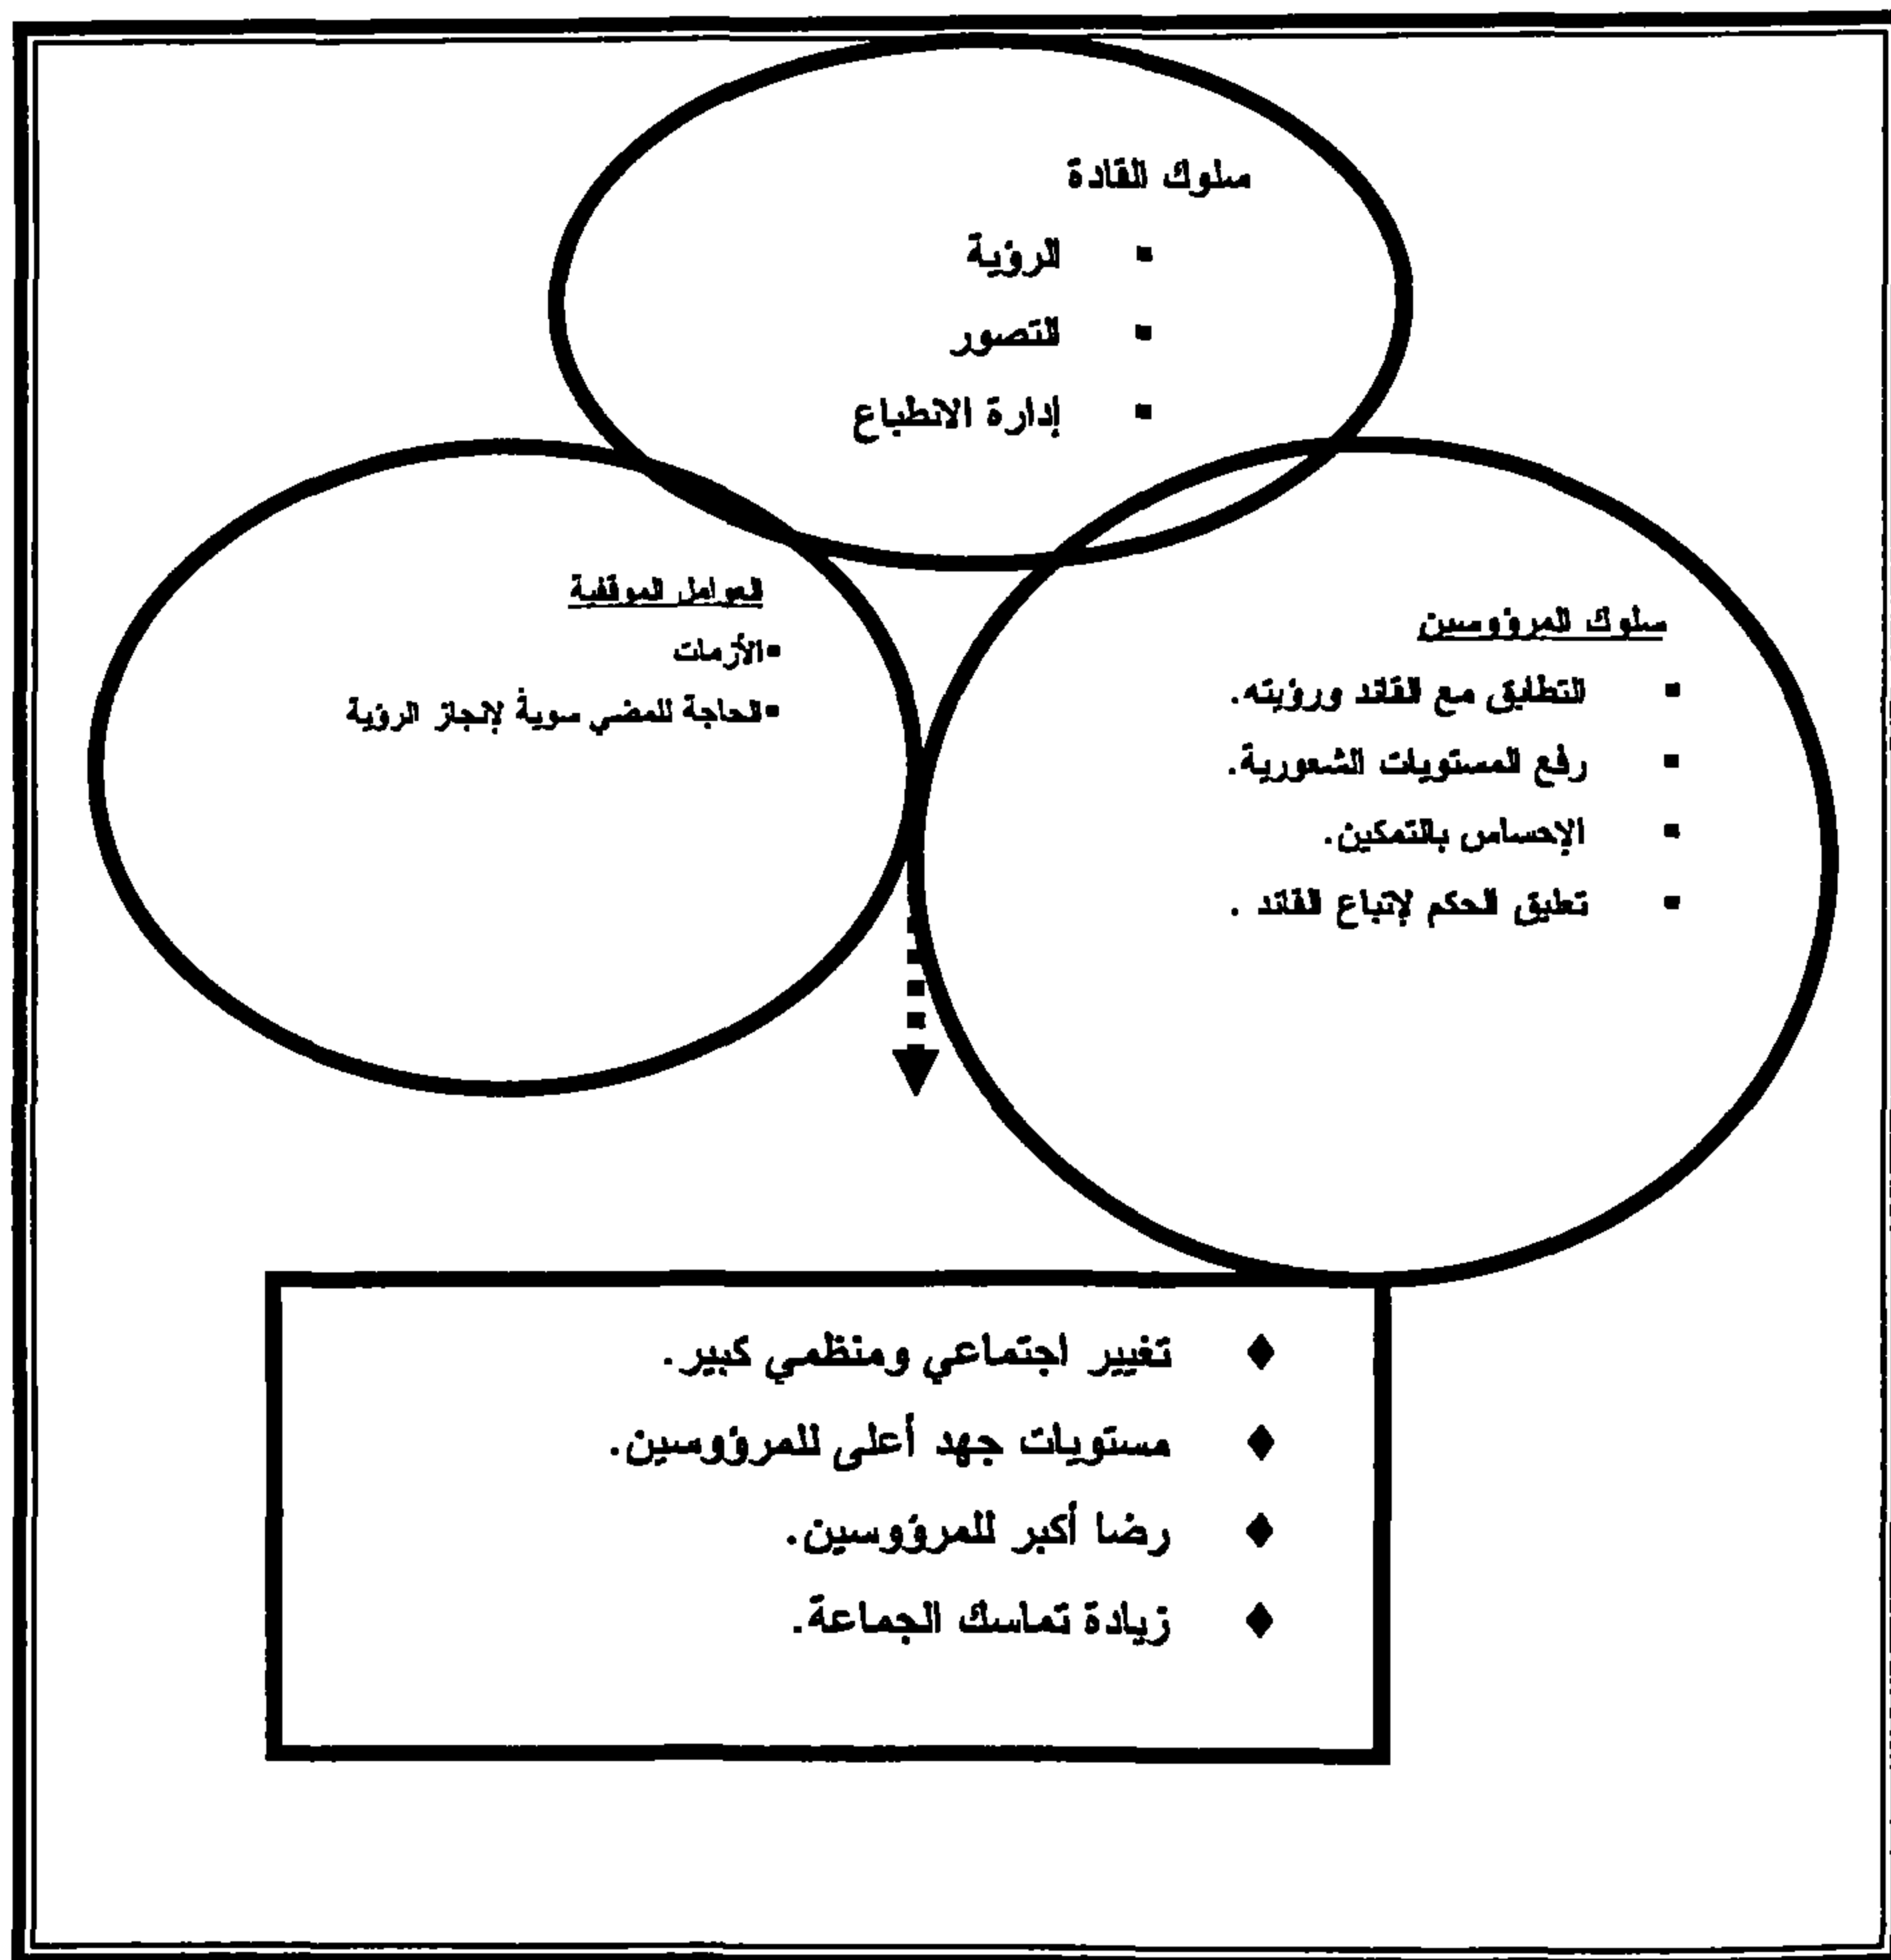 سلوك القادة
▪ الرؤية
▪ التصور
▪ إدارة الانطباع
سلوك المرؤوسين
▪ التطابق مع القائد ورؤيته.
▪ رفع المستويات الشعورية.
▪ الإحساس بالتمكين.
▪ تعليق الحكم لإتباع القائد .
العوامل الموقفية
▪الأزمات
▪الحاجة للمضي سوية لإنجاز الرؤية
♦ تغيير اجتماعي ومنظمي كبير.
♦ مستويات جهد أعلى للمرؤوسين.
♦ رضا أكبر للمرؤوسين.
♦ زيادة تماسك الجماعة.